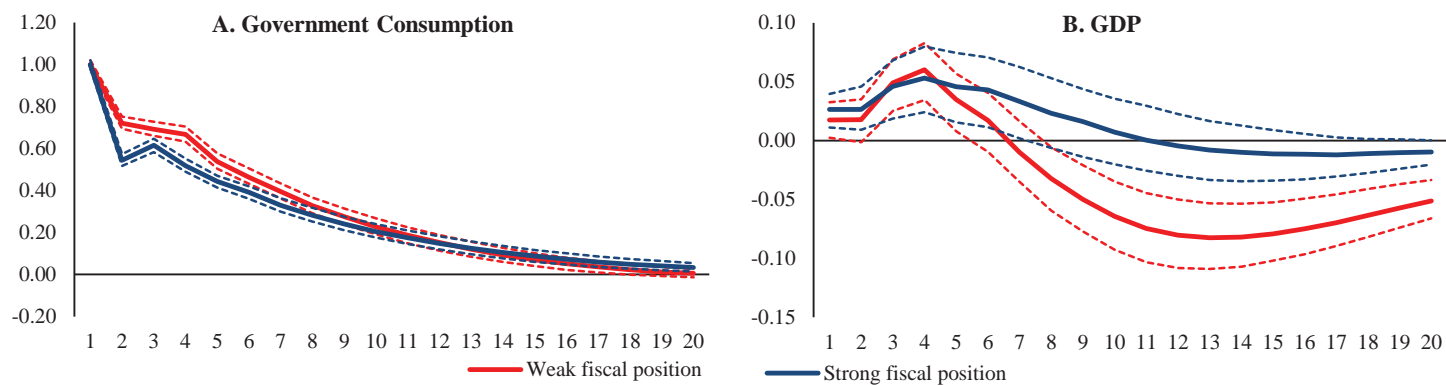 A. Government Consumption
1.20
1.00
0.80
0.60
0.40
0.20
0.00
-0.20
1 2 3 4 5 6 7 8 9 10 11 12 13 14 15 16 17 18 19 20
B. GDP
0.10
0.05
0.00
-0.05
-0.10
-0.15
1 2 3 4 5 6 7 8 9 10 11 12 13 14 15 16 17 18 19 20
Weak fiscal position
Strong fiscal position